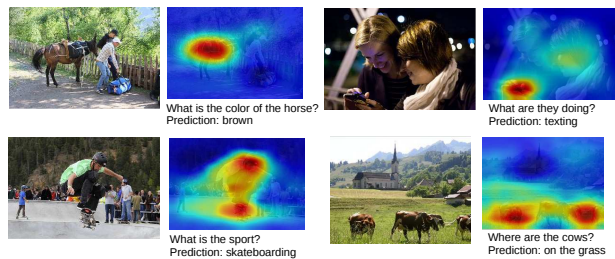 What is the color of the horse?
Prediction: brown
What are they doing?
Prediction: texting
What is the sport?
Prediction: skateboarding
Where are the cows?
Prediction: on the grass